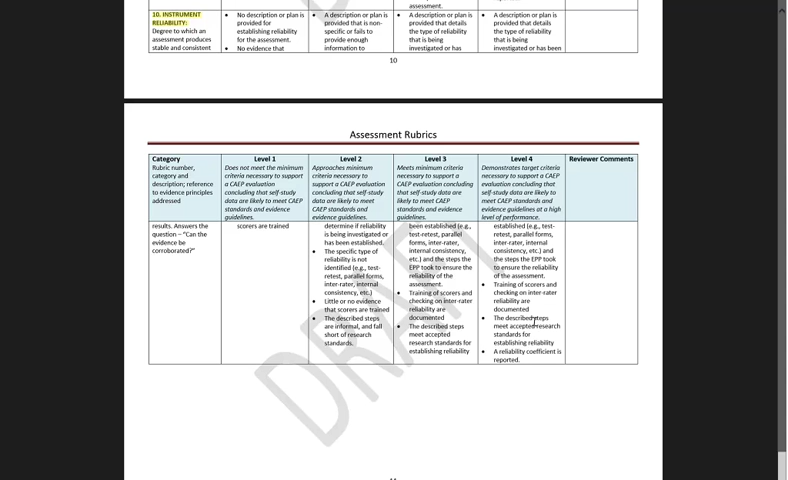 assessment.
10. INSTRUMENT
RELIABILITY:
Degree to which an
assessment produces
stable and consistent
• No description or plan is
provided for
establishing reliability
for the assessment.
• No evidence that
• A description or plan is
provided that is non-
specific or fails to
provide enough
information to
• A description or plan is
provided that details
the type of reliability
that is being
investigated or has
• A description or plan is
provided that details
the type of reliability
that is being
investigated or has been
10
Assessment Rubrics
Category
Rubric number,
category and
description; reference
to evidence principles
addressed
Level 1
Does not meet the minimum
criteria necessary to support
a CAEP evaluation
concluding that self-study
data are likely to meet CAEP
standards and evidence
guidelines.
Level 2
Approaches minimum
criteria necessary to
support a CAEP evaluation
concluding that self-study
data are likely to meet
CAEP standards and
evidence guidelines.
Level 3
Meets minimum criteria
necessary to support a
CAEP evaluation concluding
that self-study data are
likely to meet CAEP
standards and evidence
guidelines.
Level 4
Demonstrates target criteria
necessary to support a CAEP
evaluation concluding that
self-study data are likely to
meet CAEP standards and
evidence guidelines at a high
level of performance.
Reviewer Comments
results. Answers the
question – "Can the
evidence be
corroborated?"
scorers are trained
determine if reliability
is being investigated or
has been established.
• The specific type of
reliability is not
identified (e.g., test-
retest, parallel forms,
inter-rater, internal
consistency, etc.)
• Little or no evidence
that scorers are trained
• The described steps
are informal, and fall
short of research
standards.
been established (e.g.,
test-retest, parallel
forms, inter-rater,
internal consistency,
etc.) and the steps the
EPP took to ensure the
reliability of the
assessment.
• Training of scorers and
checking on inter-rater
reliability are
documented
• The described steps
meet accepted
research standards for
establishing reliability
established (e.g., test-
retest, parallel forms,
inter-rater, internal
consistency, etc.) and
the steps the EPP took
to ensure the reliability
of the assessment.
• Training of scorers and
checking on inter-rater
reliability are
documented
• The described steps
meet accepted research
standards for
establishing reliability
• A reliability coefficient is
reported.
DRAFT